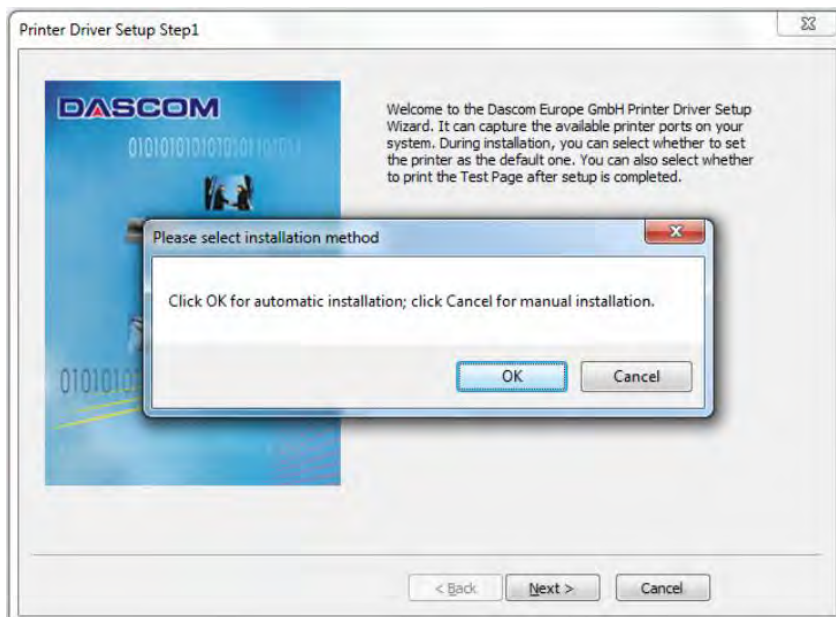 Printer Driver Setup Step1
DASCOM
Welcome to the Dascom Europe GmbH Printer Driver Setup
Wizard. It can capture the available printer ports on your
system. During installation, you can select whether to set
the printer as the default one. You can also select whether
to print the Test Page after setup is completed.
Please select installation method
Click OK for automatic installation; click Cancel for manual installation.
OK
Cancel
< Back
Next >
Cancel